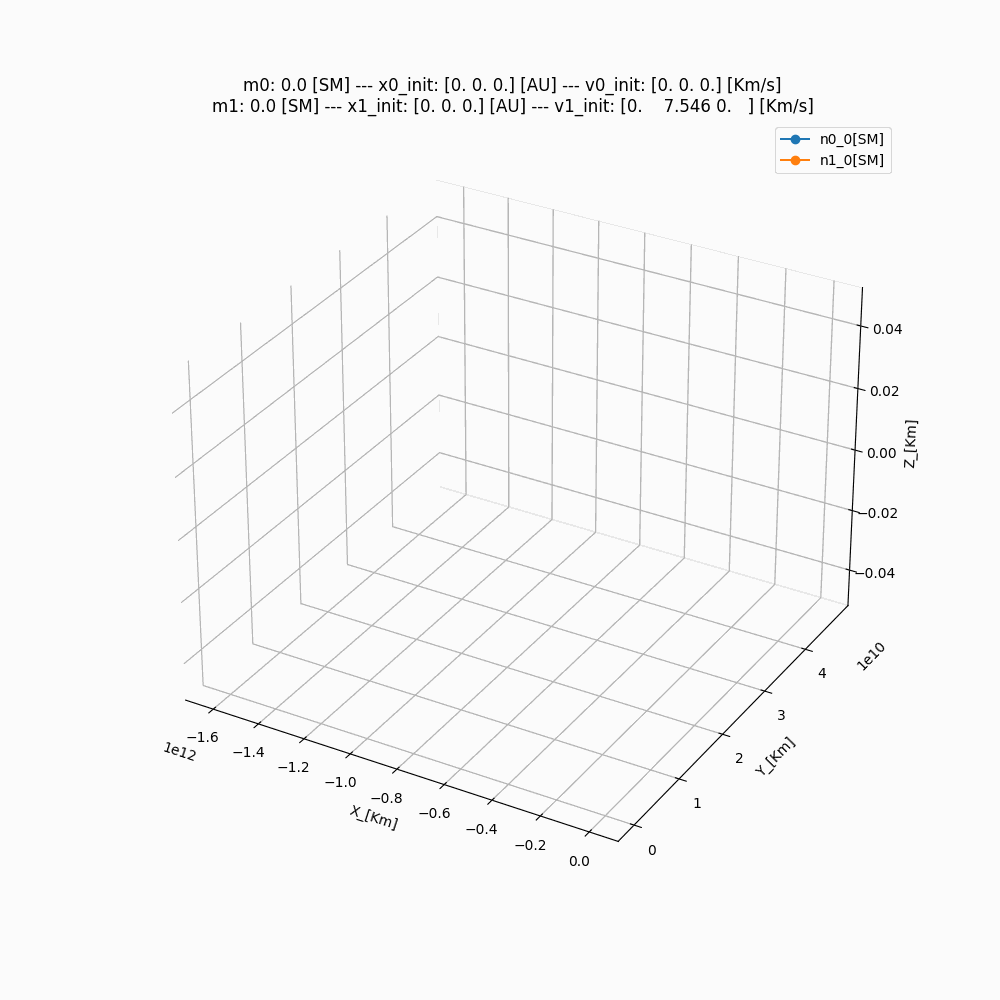 m0: 0.0 [SM] --- x0_init: [0. 0. 0.] [AU] --- v0_init: [0. 0. 0.] [Km/s]
m1: 0.0 [SM] --- x1_init: [0. 0. 0.] [AU] --- v1_init: [0.    7.546 0.   ] [Km/s]
n0_0[SM]
n1_0[SM]
0.04
0.02
0.00
−0.02
−0.04
Z_[Km]
1e10
4
3
2
1
0
Y_[Km]
−1.6
−1.4
−1.2
−1.0
−0.8
−0.6
−0.4
−0.2
0.0
1e12
X_[Km]